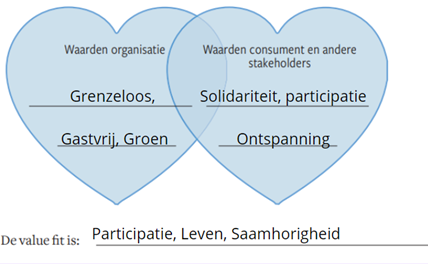 Waarden organisatie
Waarden consument en andere
stakeholders
Grenzeloos,
Solidariteit, participatie
Gastvrij, Groen
Ontspanning
De value fit is: Participatie, Leven, Saamhorigheid